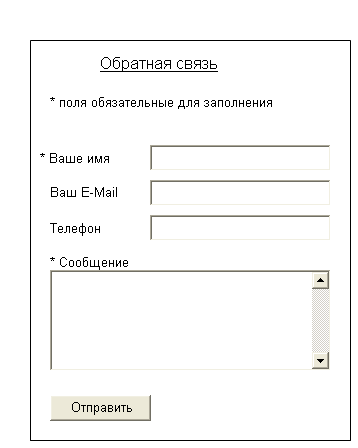 Обратная связь
* поля обязательные для заполнения
* Ваше имя
Ваш E-Mail
Телефон
* Сообщение
Отправить